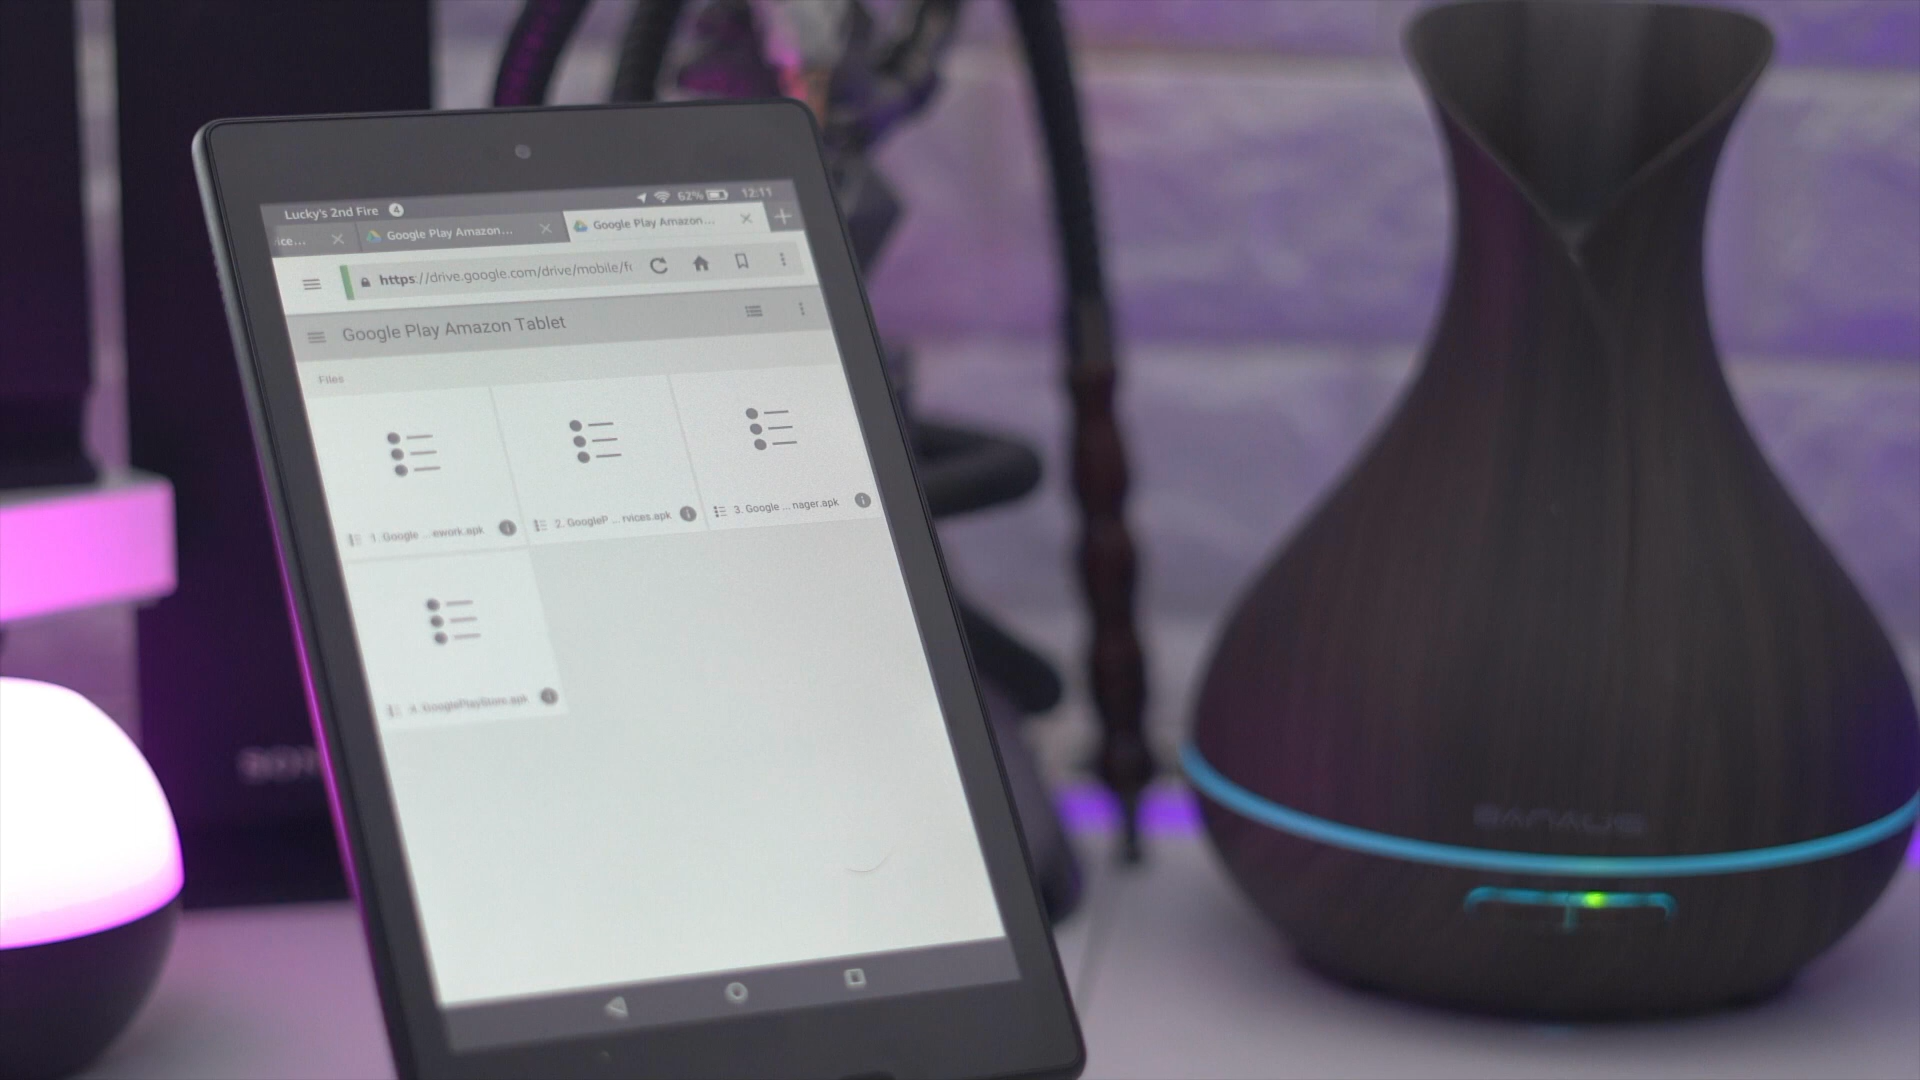 Lucky's 2nd Fire 4 62% 12:11
ice... Google Play Amazon... Google Play Amazon...
https://drive.google.com/drive/mobile/f
Google Play Amazon Tablet
Files
1. Google ...ework.apk 2. GoogleP ... rvices.apk 3. Google ... nager.apk
4. GooglePlayStore.apk